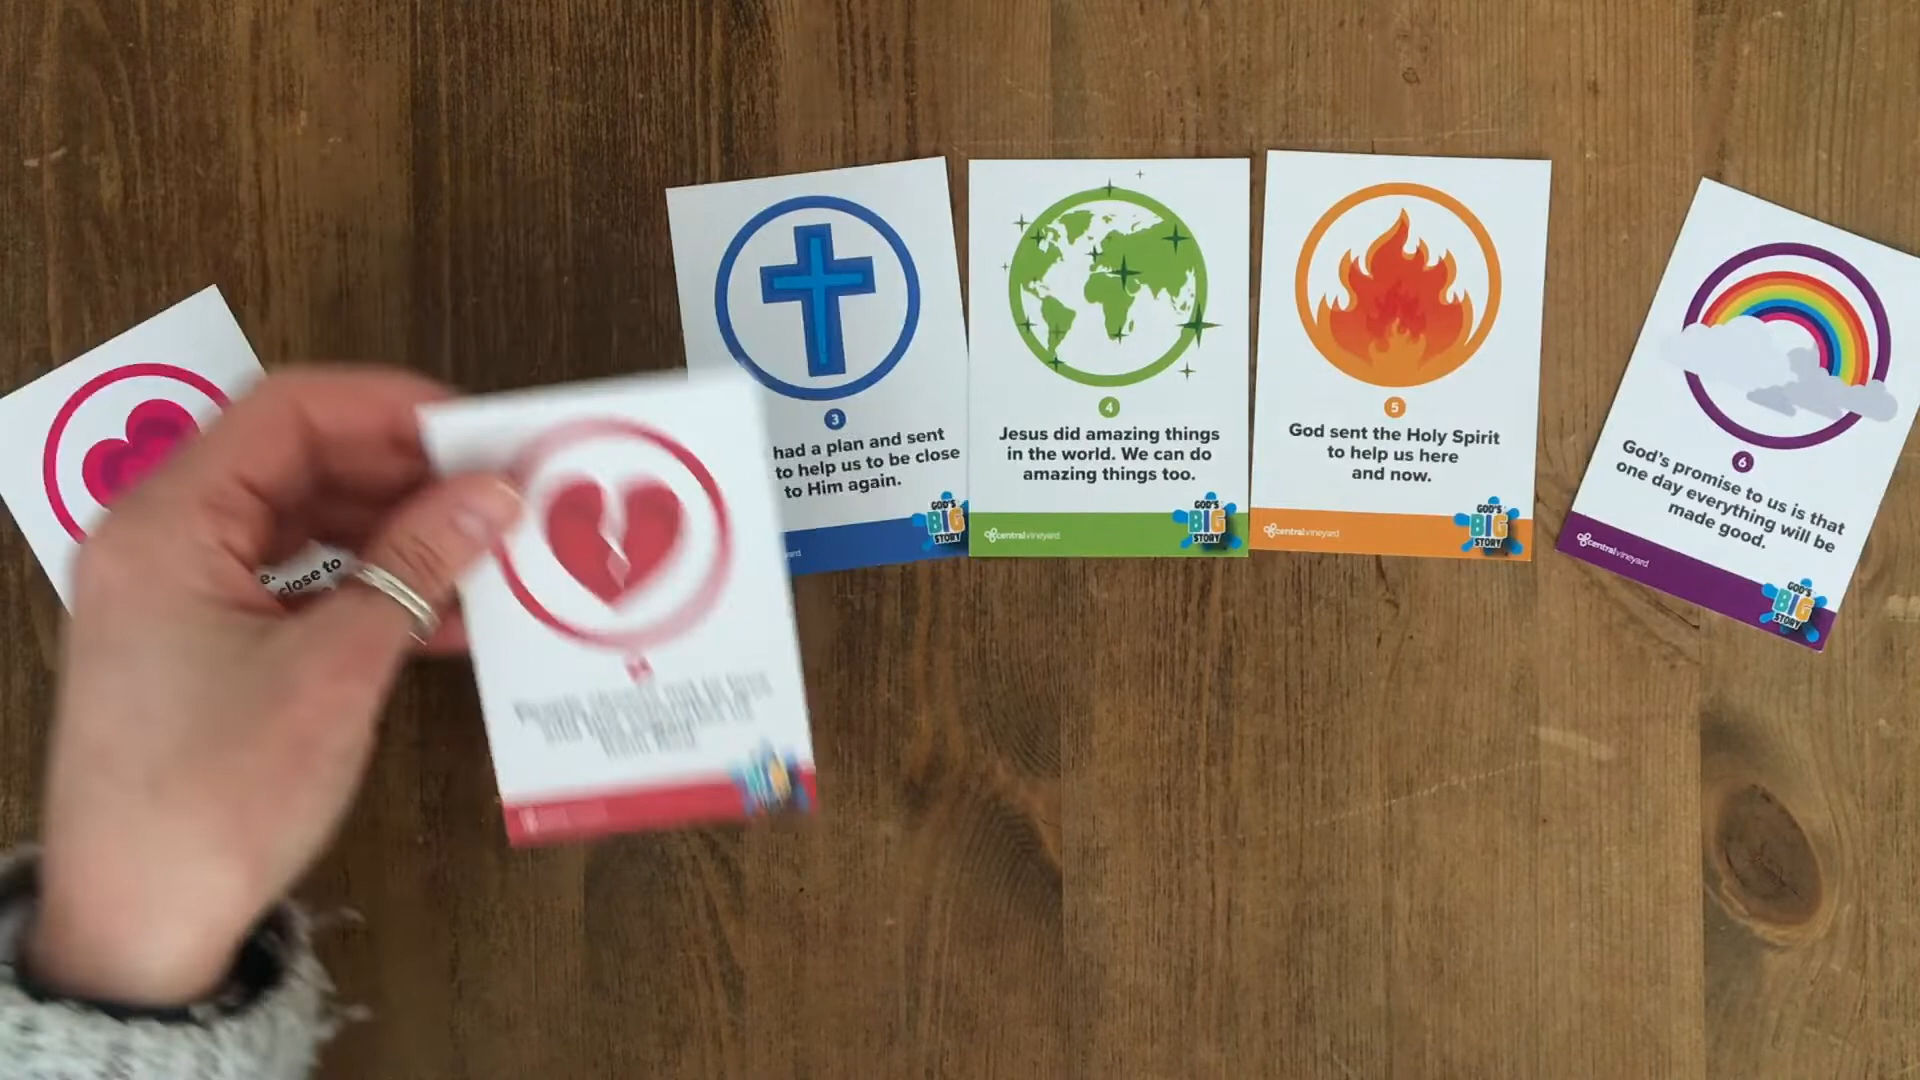 e.
close to
3
had a plan and sent
to help us to be close
to Him again.
yard
GOD'S
BIG
STORY
4
Jesus did amazing things
in the world. We can do
amazing things too.
centralvineyard
GOD'S
BIG
STORY
5
God sent the Holy Spirit
to help us here
and now.
centralvineyard
GOD'S
BIG
STORY
6
God's promise to us is that
one day everything will be
made good.
centralvineyard
GOD'S
BIG
STORY